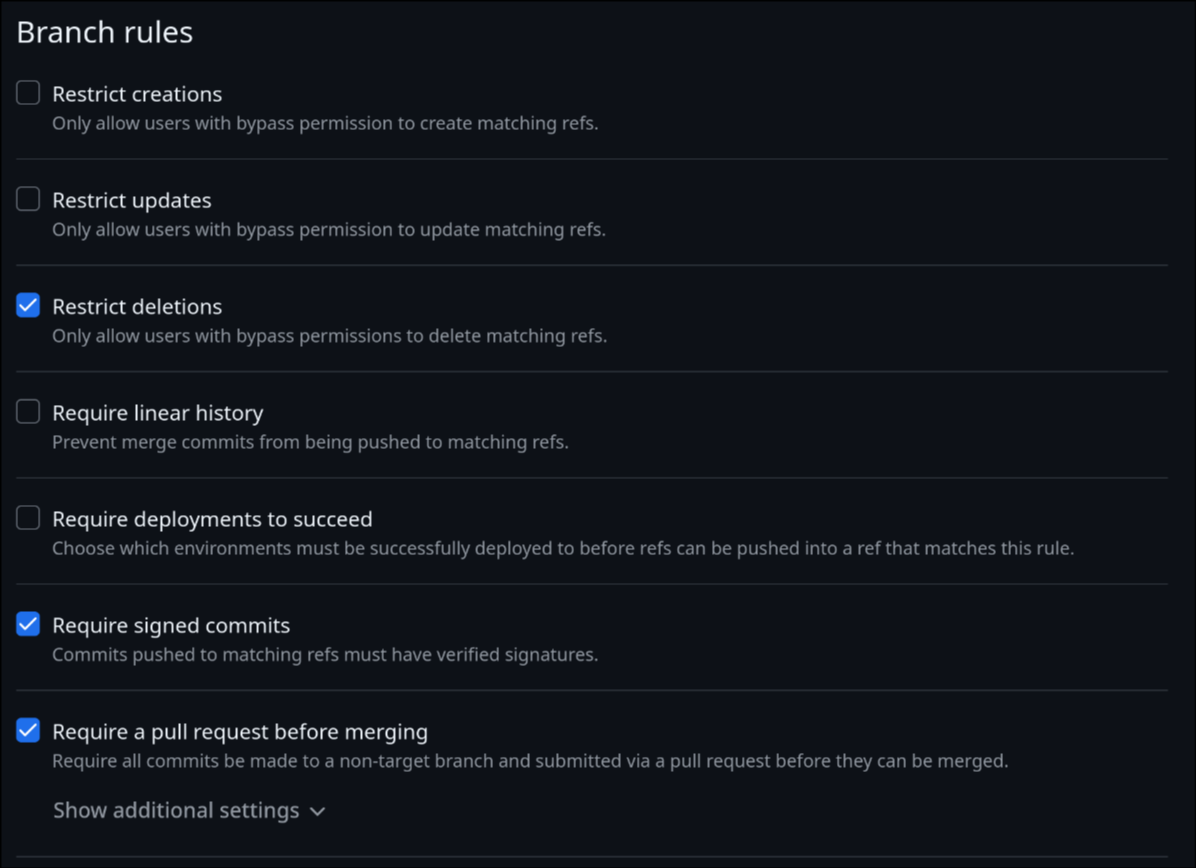 Branch rules
Restrict creations
Only allow users with bypass permission to create matching refs.
Restrict updates
Only allow users with bypass permission to update matching refs.
Restrict deletions
Only allow users with bypass permissions to delete matching refs.
Require linear history
Prevent merge commits from being pushed to matching refs.
Require deployments to succeed
Choose which environments must be successfully deployed to before refs can be pushed into a ref that matches this rule.
Require signed commits
Commits pushed to matching refs must have verified signatures.
Require a pull request before merging
Require all commits be made to a non-target branch and submitted via a pull request before they can be merged.
Show additional settings